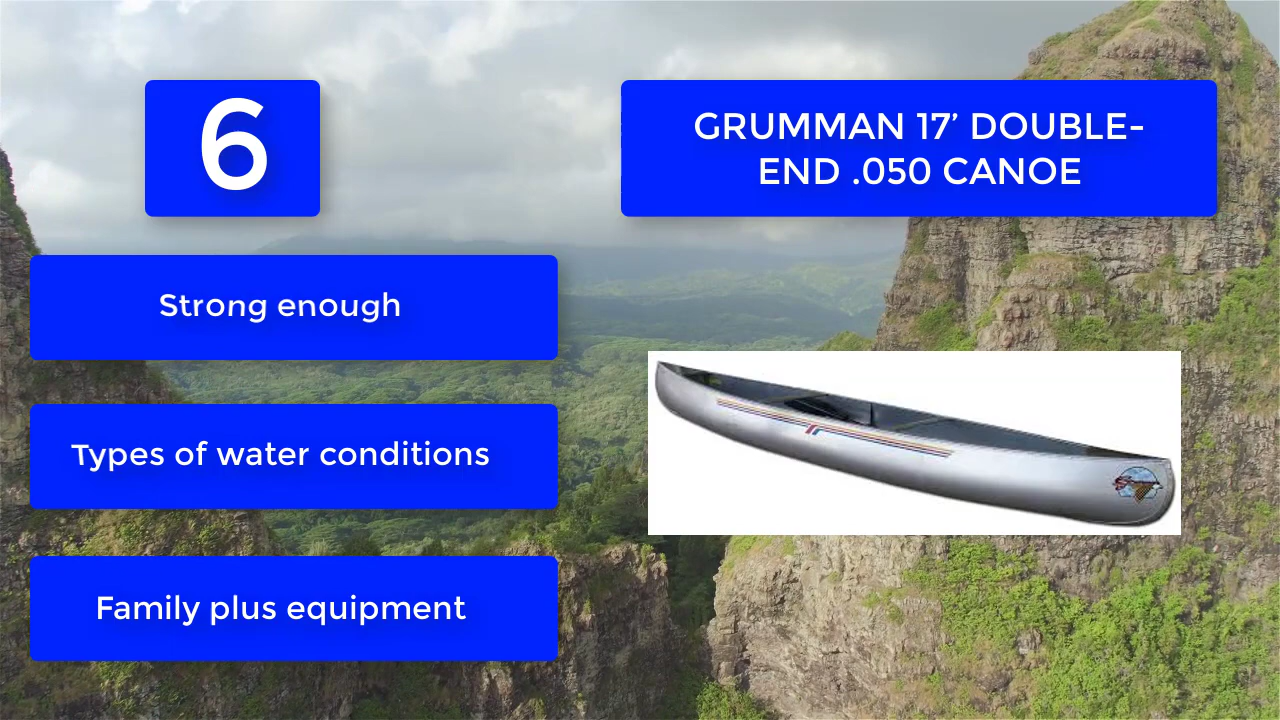 6
GRUMMAN 17’ DOUBLE-
END .050 CANOE
Strong enough
Types of water conditions
Family plus equipment